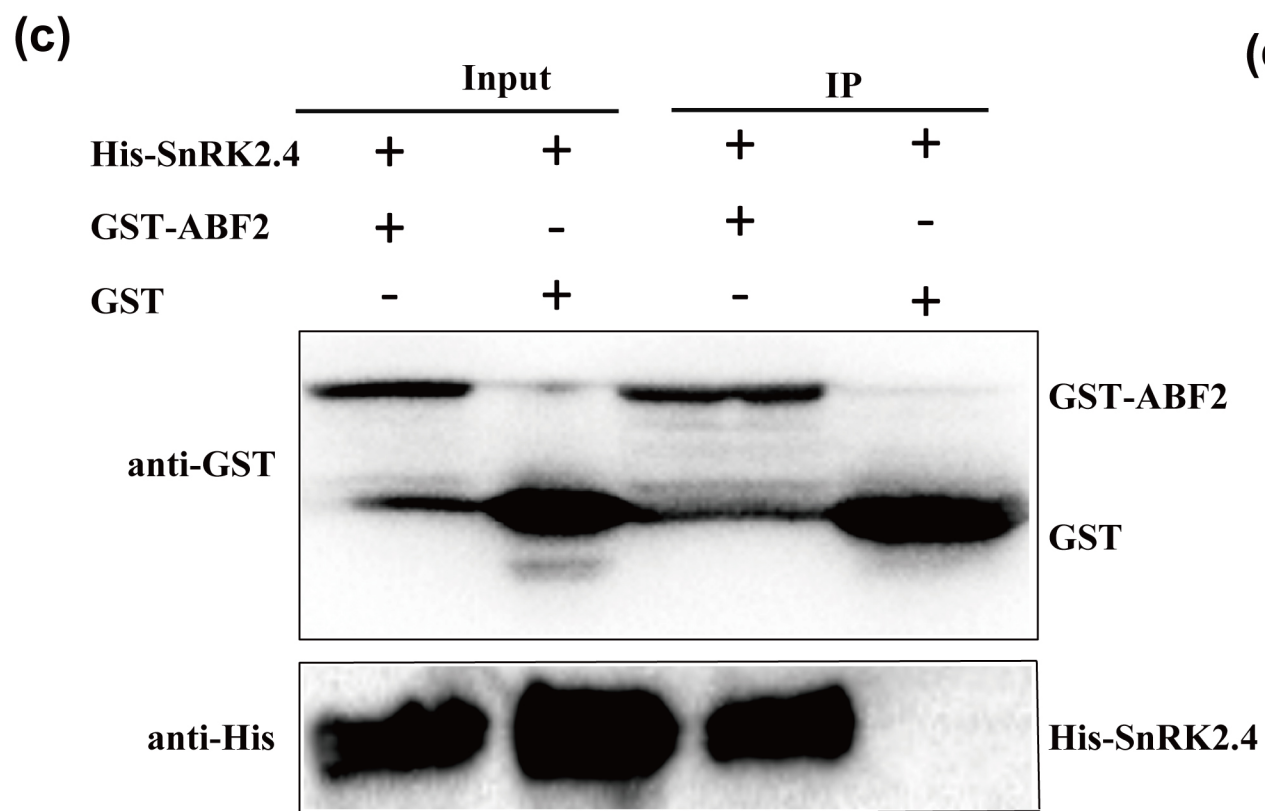 (c)
Input IP
His-SnRK2.4 + + + +
GST-ABF2 + - + -
GST - + - +
GST-ABF2
anti-GST
GST
anti-His His-SnRK2.4